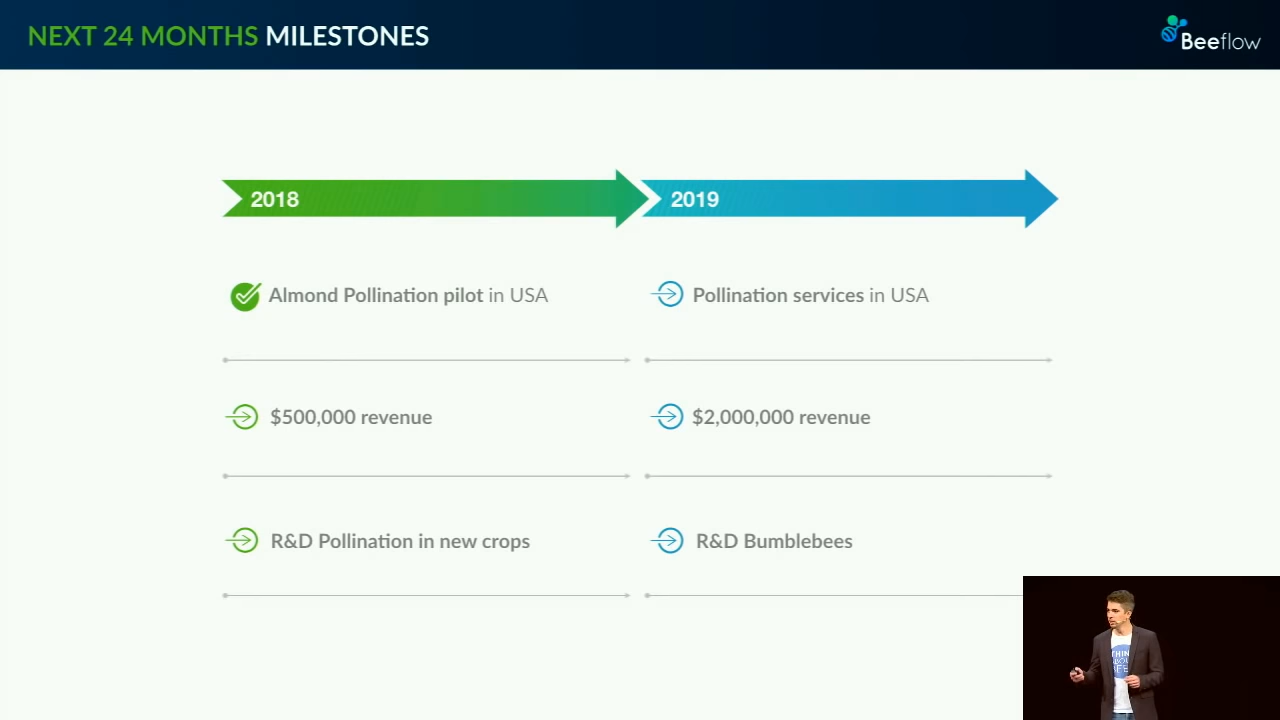 NEXT 24 MONTHS MILESTONES
Beeflow
2018
2019
Almond Pollination pilot in USA
Pollination services in USA
$500,000 revenue
$2,000,000 revenue
R&D Pollination in new crops
R&D Bumblebees
THIN